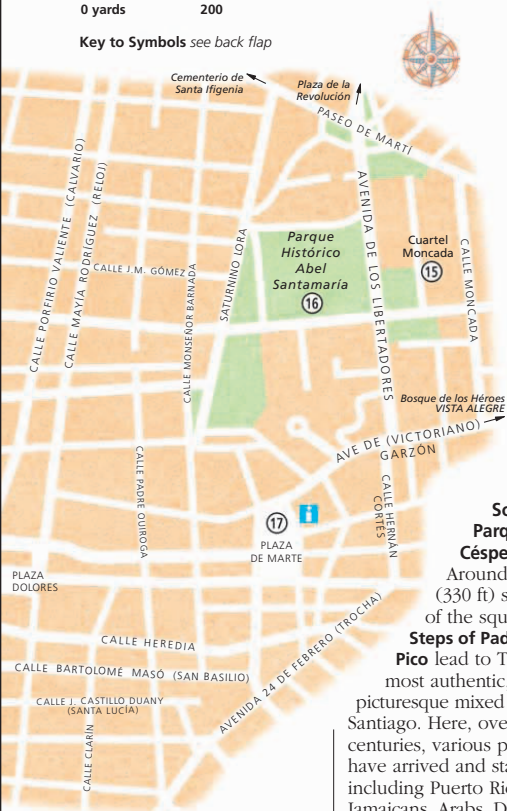 0 yards 200
Key to Symbols see back flap
Cementerio de
Santa Ifigenia
Plaza de la
Revolución
PASEO DE MARTÍ
CALLE PORFIRIO VALIENTE (CALVARIO)
CALLE MAYÍA RODRÍGUEZ (RELOJ)
CALLE J.M. GÓMEZ
CALLE MONSEÑOR BARNADA
SATURNINO LORA
Parque
Histórico
Abel
Santamaría
16
AVENIDA DE LOS LIBERTADORES
Cuartel
Moncada
15
CALLE MONCADA
Bosque de los Héroes
VISTA ALEGRE
AVE DE (VICTORIANO)
GARZÓN
CALLE HERNÁN
CORTÉS
CALLE PADRE QUIROGA
17
i
PLAZA
DE MARTE
PLAZA
DOLORES
CALLE HEREDIA
CALLE BARTOLOMÉ MASÓ (SAN BASILIO)
CALLE J. CASTILLO DUANY
(SANTA LUCÍA)
CALLE CLARÍN
AVENIDA 24 DE FEBRERO (TROCHA)
Around
(330 ft) s
of the squ
Steps of Pad
Pico lead to T
most authentic,
picturesque mixed
Santiago. Here, ove
centuries, various p
have arrived and sta
including Puerto Ri